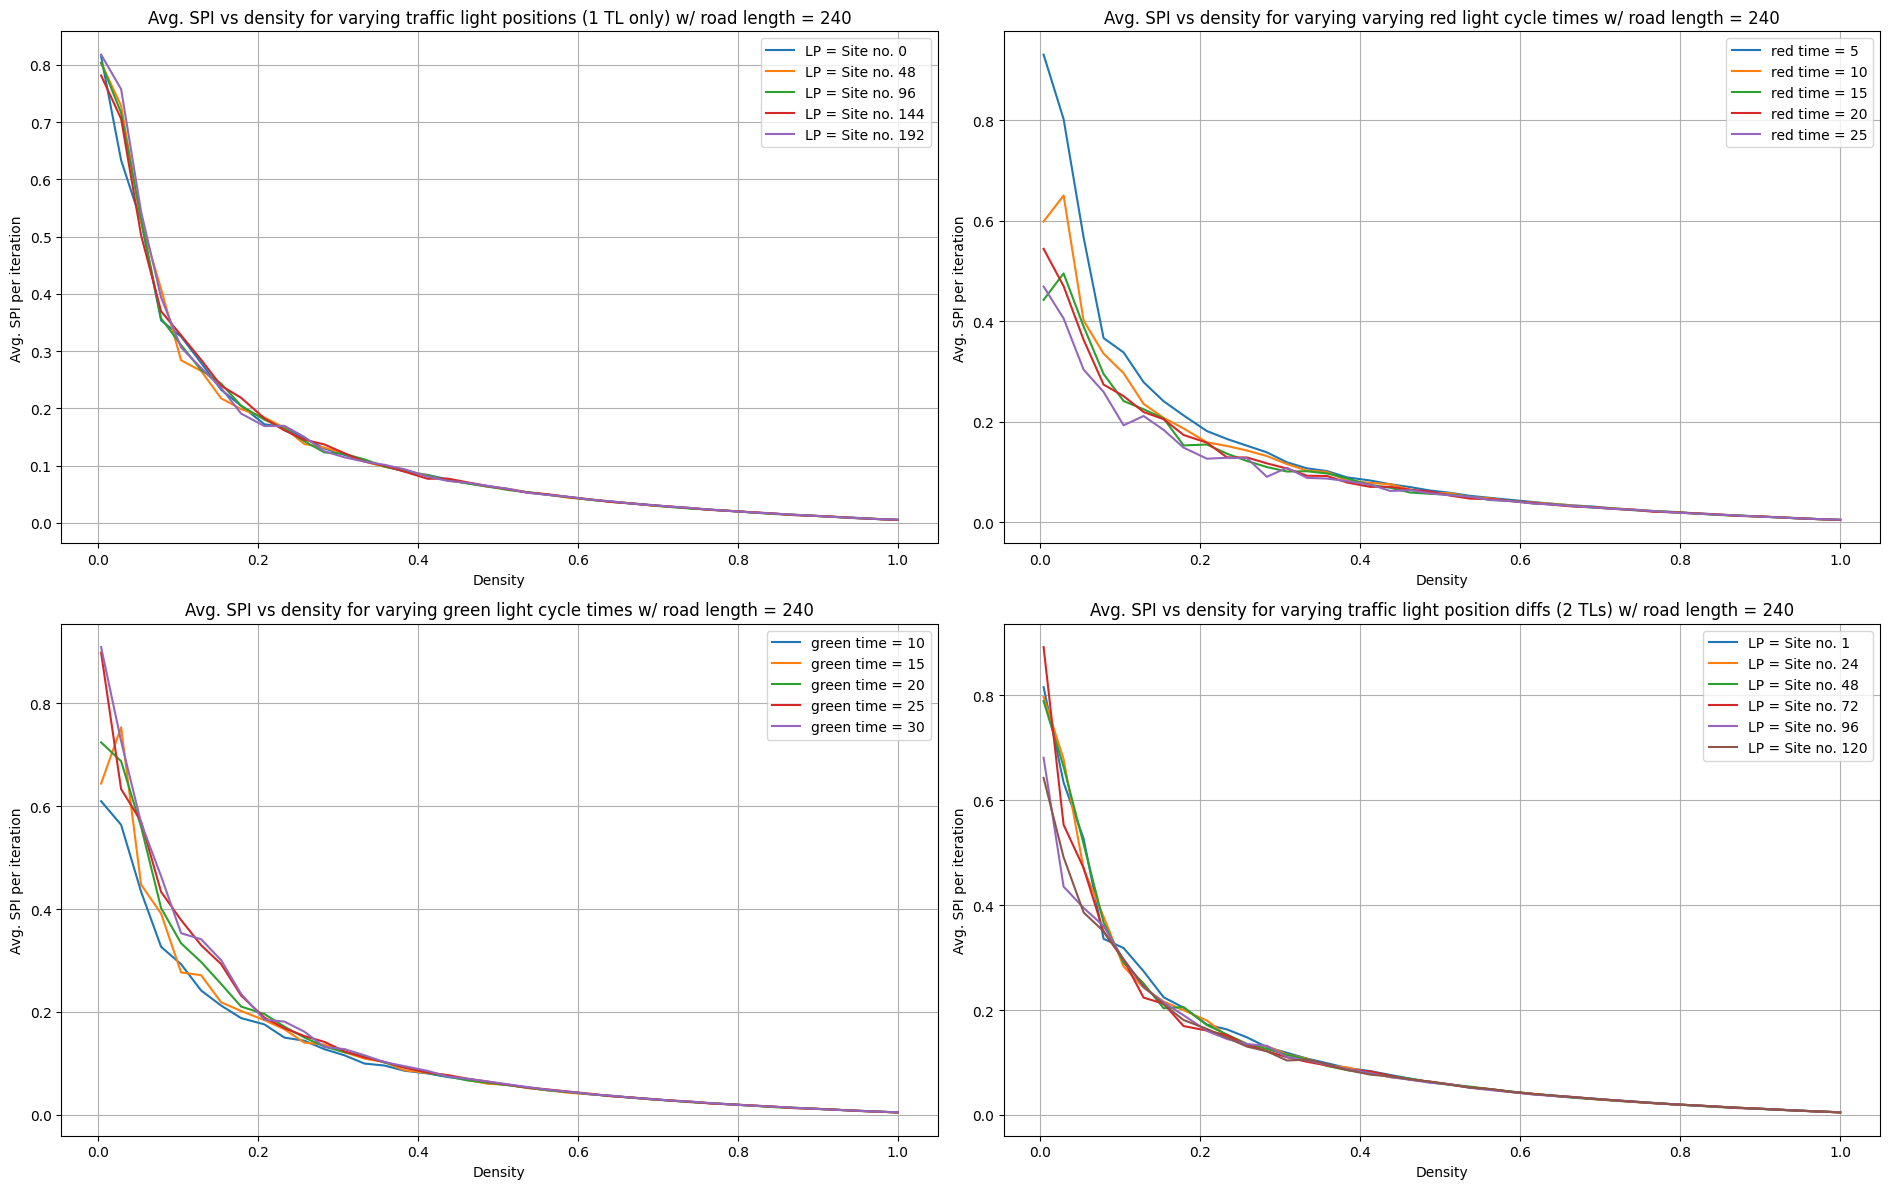 Avg. SPI vs density for varying traffic light positions (1 TL only) w/ road length = 240
Avg. SPI per iteration
0.8
0.7
0.6
0.5
0.4
0.3
0.2
0.1
0.0
LP = Site no. 0
LP = Site no. 48
LP = Site no. 96
LP = Site no. 144
LP = Site no. 192
0.0 0.2 0.4 0.6 0.8 1.0
Density
Avg. SPI vs density for varying varying red light cycle times w/ road length = 240
Avg. SPI per iteration
0.8
0.6
0.4
0.2
0.0
red time = 5
red time = 10
red time = 15
red time = 20
red time = 25
0.0 0.2 0.4 0.6 0.8 1.0
Density
Avg. SPI vs density for varying green light cycle times w/ road length = 240
Avg. SPI per iteration
0.8
0.6
0.4
0.2
0.0
green time = 10
green time = 15
green time = 20
green time = 25
green time = 30
0.0 0.2 0.4 0.6 0.8 1.0
Density
Avg. SPI vs density for varying traffic light position diffs (2 TLs) w/ road length = 240
Avg. SPI per iteration
0.8
0.6
0.4
0.2
0.0
LP = Site no. 1
LP = Site no. 24
LP = Site no. 48
LP = Site no. 72
LP = Site no. 96
LP = Site no. 120
0.0 0.2 0.4 0.6 0.8 1.0
Density